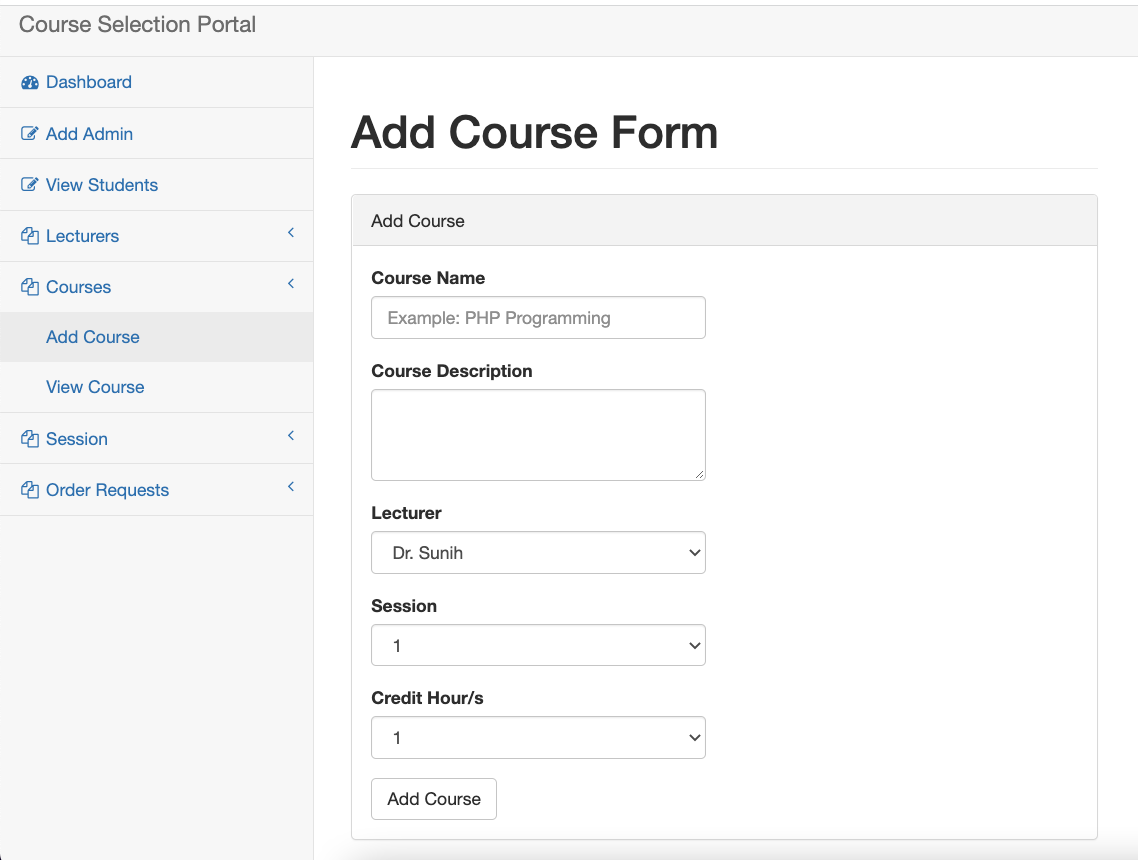 Course Selection Portal
Dashboard
Add Admin
View Students
Lecturers
Courses
Add Course
View Course
Session
Order Requests
Add Course Form
Add Course
Course Name
Example: PHP Programming
Course Description
Lecturer
Dr. Sunih
Session
1
Credit Hour/s
1
Add Course